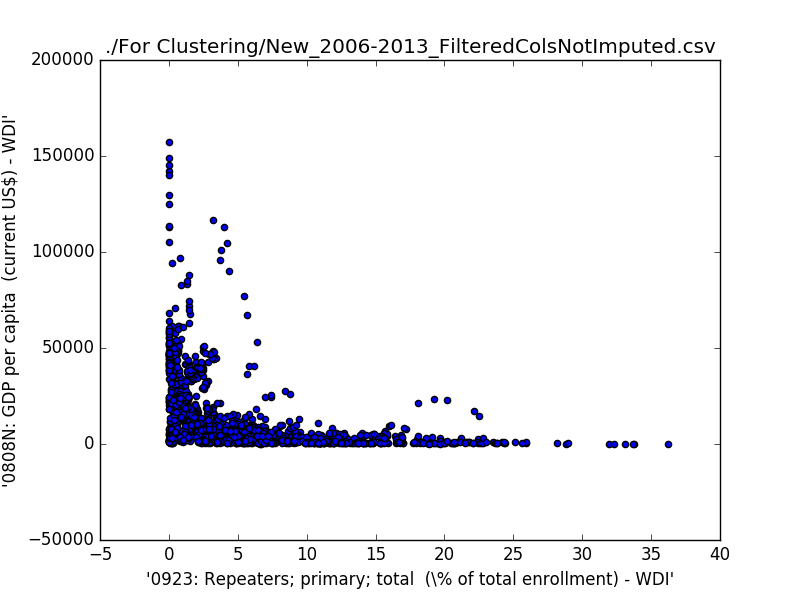 ./For Clustering/New_2006-2013_FilteredColsNotImputed.csv
200000
150000
100000
50000
0
−50000
'0808N: GDP per capita  (current US$) - WDI'
−5 0 5 10 15 20 25 30 35 40
'0923: Repeaters; primary; total  (\% of total enrollment) - WDI'